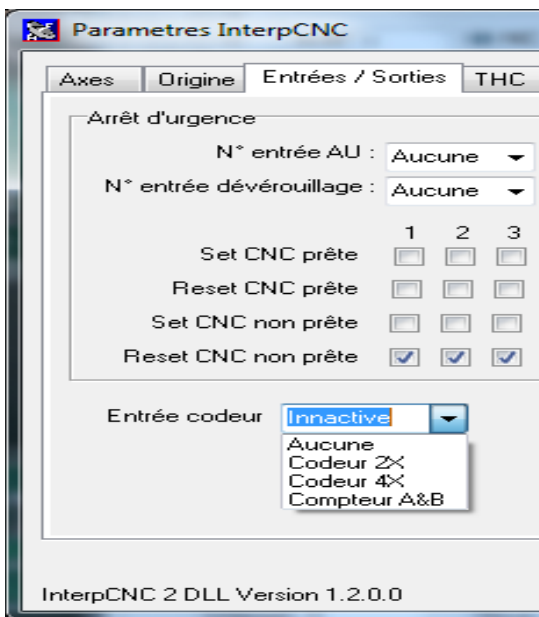 Parametres InterpCNC
Axes Origine Entrées / Sorties THC
Arrêt d'urgence
N° entrée AU : Aucune
N° entrée dévérouillage : Aucune
1 2 3
Set CNC prête
Reset CNC prête
Set CNC non prête
Reset CNC non prête
Entrée codeur Innactive
Aucune
Codeur 2X
Codeur 4X
Compteur A&B
InterpCNC 2 DLL Version 1.2.0.0